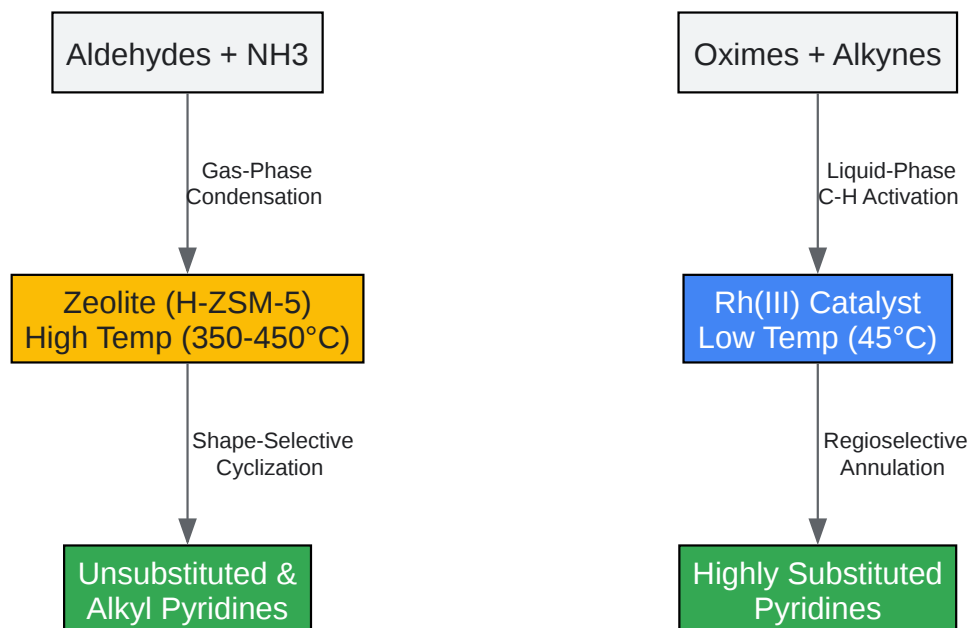 Aldehydes + NH3
Gas-Phase
Condensation
Zeolite (H-ZSM-5)
High Temp (350-450°C)
Shape-Selective
Cyclization
Unsubstituted &
Alkyl Pyridines
Oximes + Alkynes
Liquid-Phase
C-H Activation
Rh(III) Catalyst
Low Temp (45°C)
Regioselective
Annulation
Highly Substituted
Pyridines